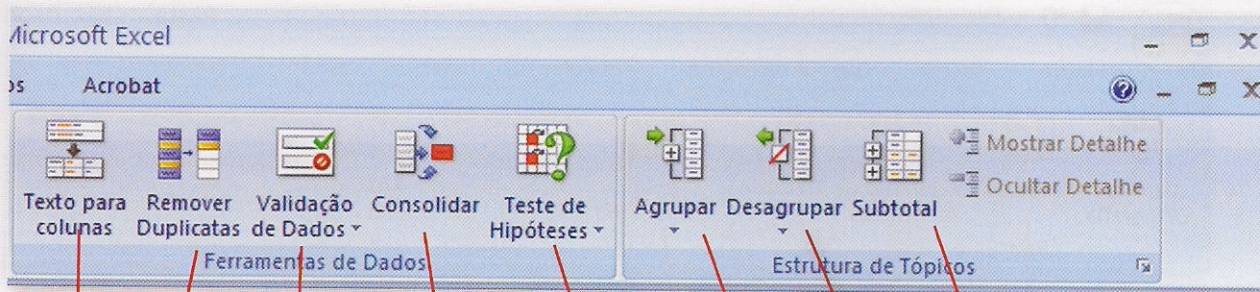 Microsoft Excel
os Acrobat
Texto para colunas
Remover Duplicatas
Validação de Dados
Consolidar
Teste de Hipóteses
Agrupar
Desagrupar
Subtotal
Mostrar Detalhe
Ocultar Detalhe
Ferramentas de Dados
Estrutura de Tópicos